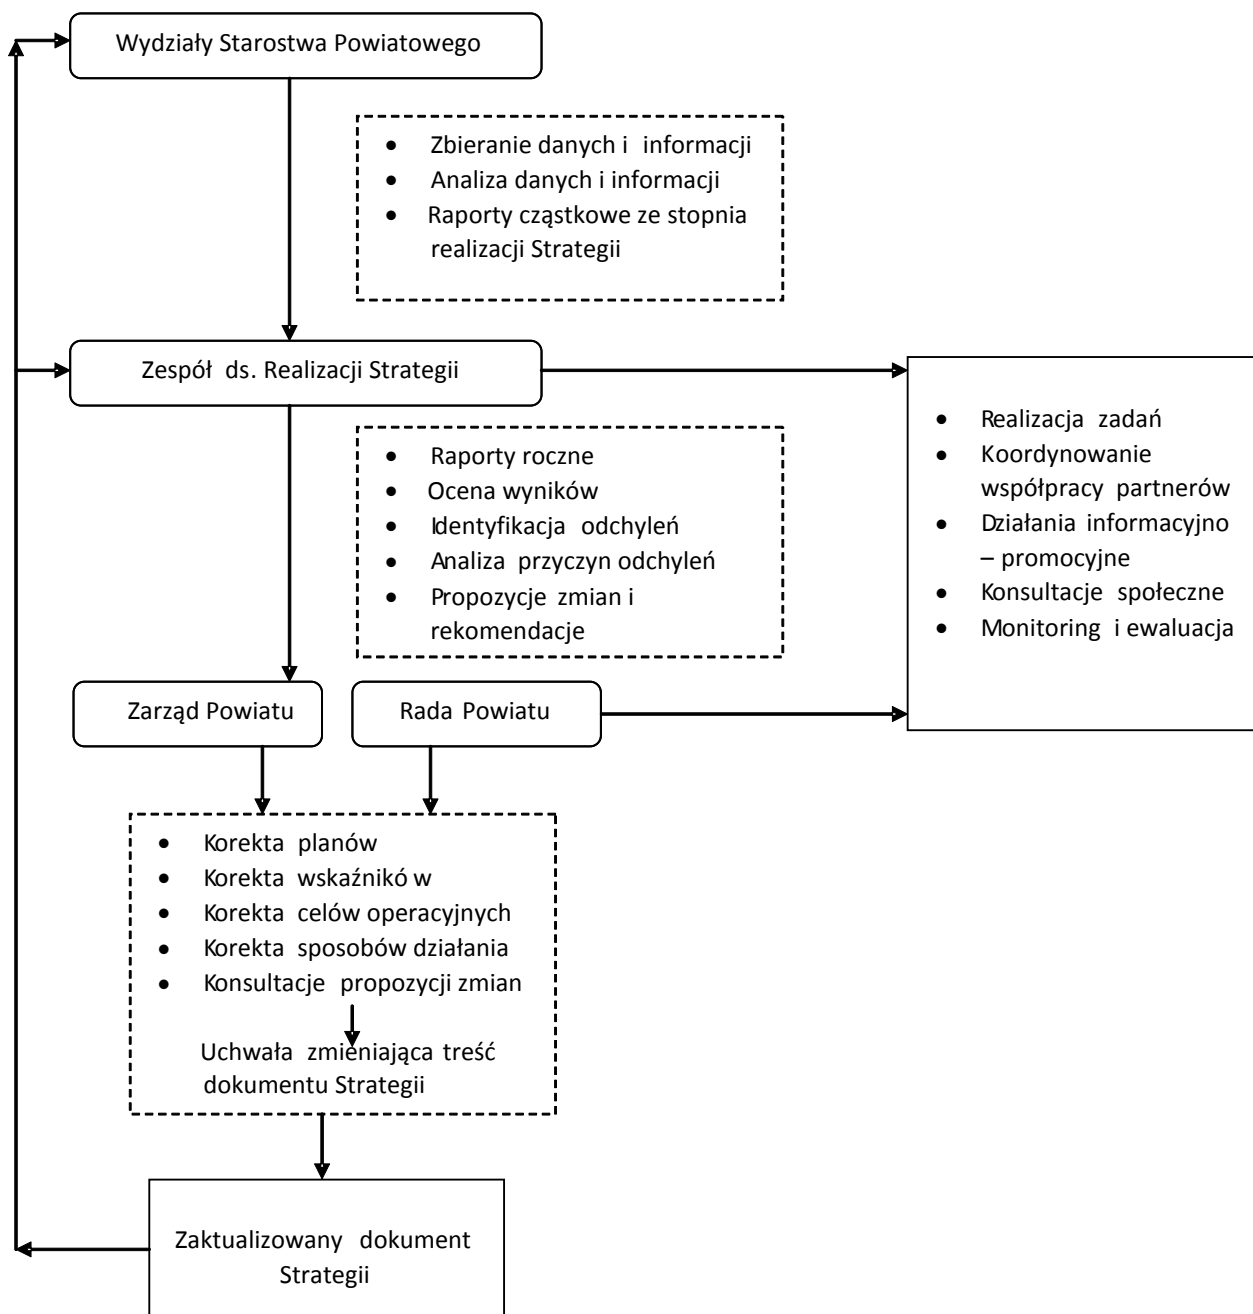 Wydziały Starostwa Powiatowego
• Zbieranie danych i informacji
• Analiza danych i informacji
• Raporty cząstkowe ze stopnia
realizacji Strategii
Zespół ds. Realizacji Strategii
• Raporty roczne
• Ocena wyników
• Identyfikacja odchyleń
• Analiza przyczyn odchyleń
• Propozycje zmian i
rekomendacje
• Realizacja zadań
• Koordynowanie
współpracy partnerów
• Działania informacyjno
– promocyjne
• Konsultacje społeczne
• Monitoring i ewaluacja
Zarząd Powiatu
Rada Powiatu
• Korekta planów
• Korekta wskaźnikó w
• Korekta celów operacyjnych
• Korekta sposobów działania
• Konsultacje propozycji zmian
Uchwała zmieniająca treść
dokumentu Strategii
Zaktualizowany dokument
Strategii